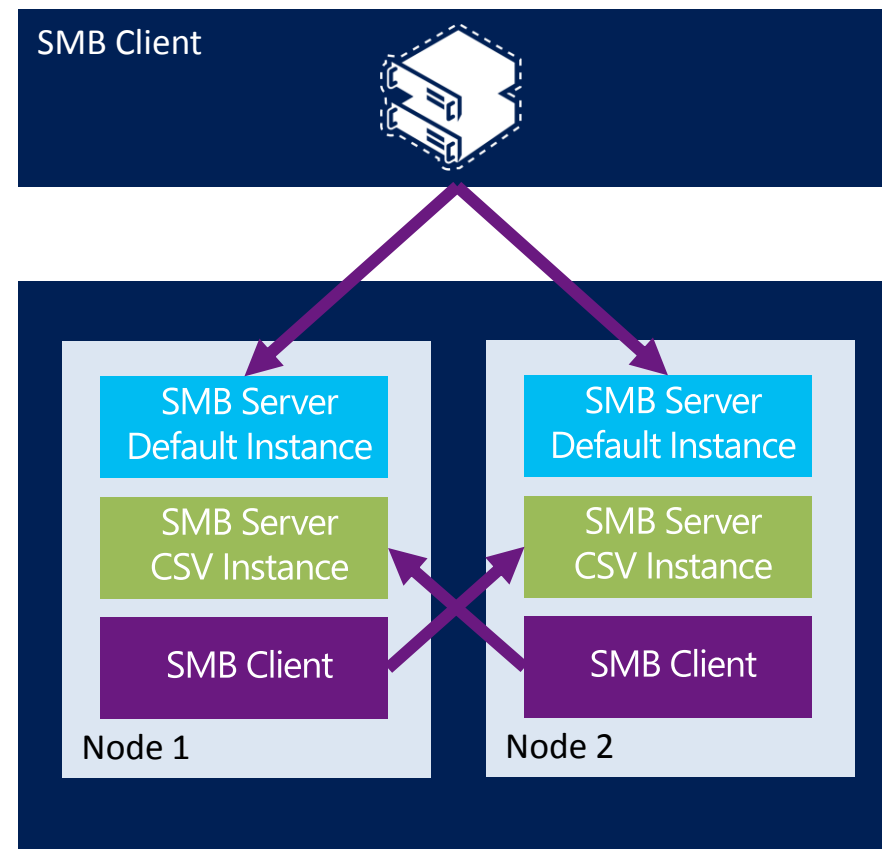 SMB Client
SMB Server
Default Instance
SMB Server
CSV Instance
SMB Client
Node 1
SMB Server
Default Instance
SMB Server
CSV Instance
SMB Client
Node 2